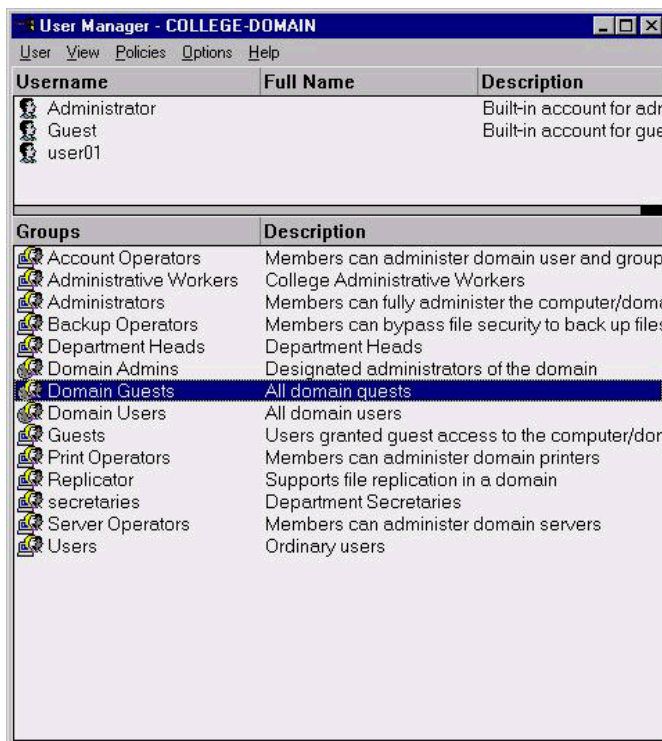 User Manager - COLLEGE-DOMAIN
User View Policies Options Help
Username Full Name Description
Administrator Built-in account for adr
Guest Built-in account for gue
user01
Groups Description
Account Operators Members can administer domain user and group
Administrative Workers College Administrative Workers
Administrators Members can fully administer the computer/doma
Backup Operators Members can bypass file security to back up files
Department Heads Department Heads
Domain Admins Designated administrators of the domain
Domain Guests All domain guests
Domain Users All domain users
Guests Users granted guest access to the computer/dor
Print Operators Members can administer domain printers
Replicator Supports file replication in a domain
secretaries Department Secretaries
Server Operators Members can administer domain servers
Users Ordinary users